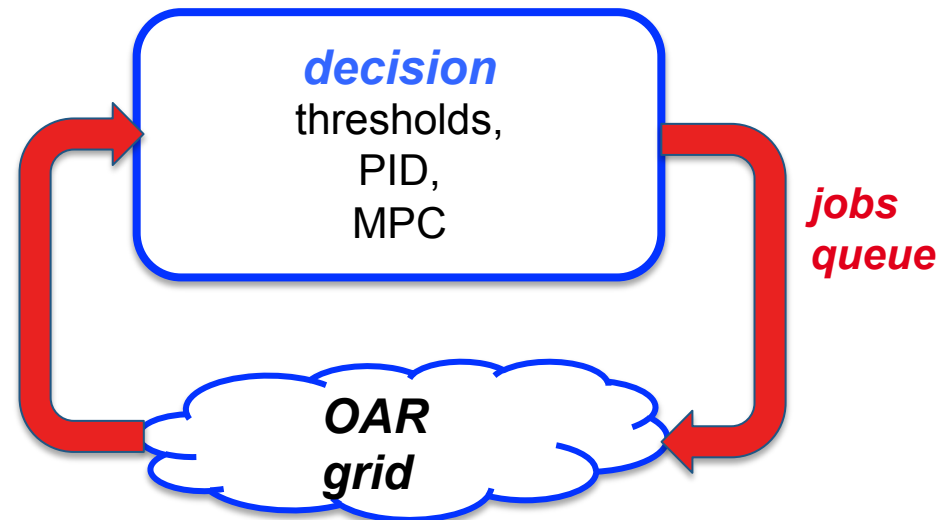 decision
thresholds,
PID,
MPC
jobs
queue
OAR
grid